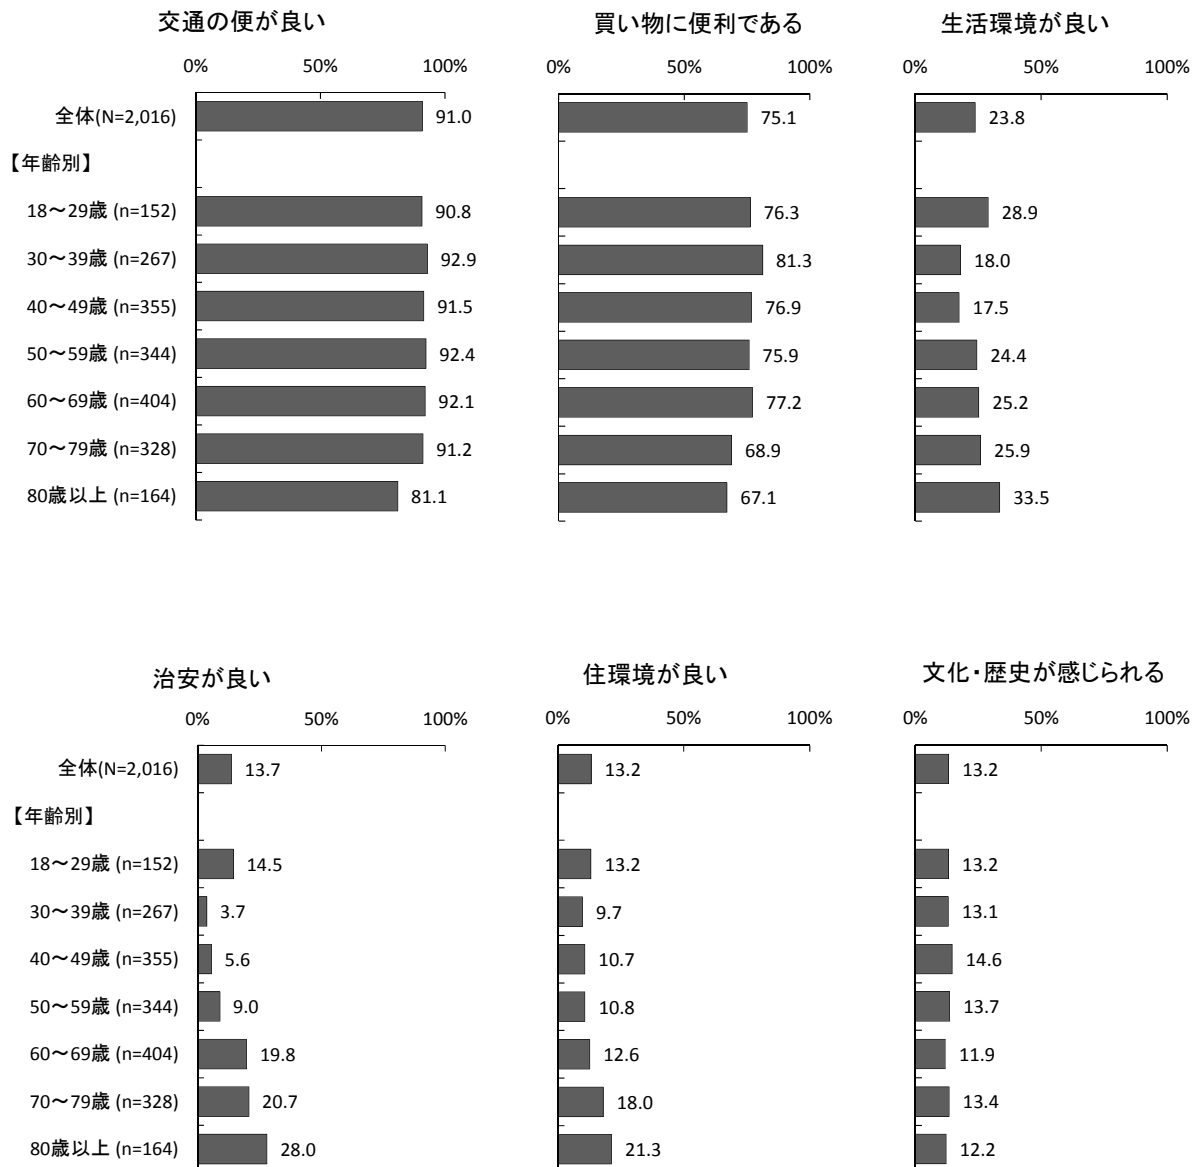 交通の便が良い 買い物に便利である 生活環境が良い
0% 50% 100% 0% 50% 100% 0% 50% 100%
全体(N=2,016) 91.0 75.1 23.8
【年齢別】
18～29歳 (n=152) 90.8 76.3 28.9
30～39歳 (n=267) 92.9 81.3 18.0
40～49歳 (n=355) 91.5 76.9 17.5
50～59歳 (n=344) 92.4 75.9 24.4
60～69歳 (n=404) 92.1 77.2 25.2
70～79歳 (n=328) 91.2 68.9 25.9
80歳以上 (n=164) 81.1 67.1 33.5
治安が良い 住環境が良い 文化・歴史が感じられる
0% 50% 100% 0% 50% 100% 0% 50% 100%
全体(N=2,016) 13.7 13.2 13.2
【年齢別】
18～29歳 (n=152) 14.5 13.2 13.2
30～39歳 (n=267) 3.7 9.7 13.1
40～49歳 (n=355) 5.6 10.7 14.6
50～59歳 (n=344) 9.0 10.8 13.7
60～69歳 (n=404) 19.8 12.6 11.9
70～79歳 (n=328) 20.7 18.0 13.4
80歳以上 (n=164) 28.0 21.3 12.2